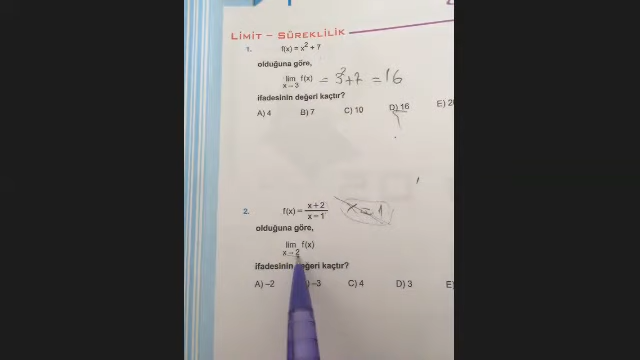 LİMİT – SÜREKLİLİK
1. f(x) = x² + 7
olduğuna göre,
lim f(x) = 3² + 7 = 16
x→3
ifadesinin değeri kaçtır?
A) 4 B) 7 C) 10 D) 16 E)
2. f(x) = x + 2 / x – 1 x = 1
olduğuna göre,
lim f(x)
x→2
ifadesinin değeri kaçtır?
A) –2 –3 C) 4 D) 3 E)